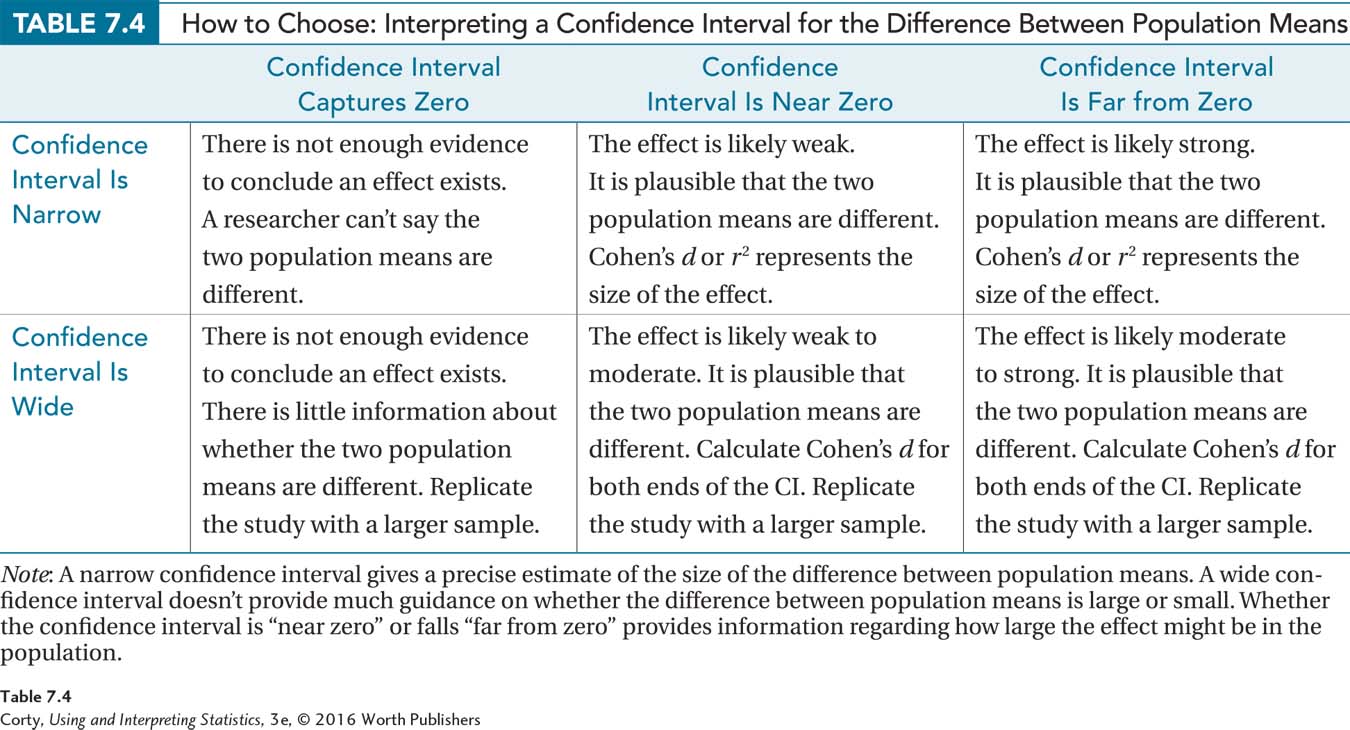 TABLE 7.4 How to Choose: Interpreting a Confidence Interval for the Difference Between Population Means
Confidence Interval
Captures Zero
Confidence
Interval Is Near Zero
Confidence Interval
Is Far from Zero
Confidence
Interval Is
Narrow
There is not enough evidence
to conclude an effect exists.
A researcher can’t say the
two population means are
different.
The effect is likely weak.
It is plausible that the two
population means are different.
Cohen’s d or r² represents the
size of the effect.
The effect is likely strong.
It is plausible that the two
population means are different.
Cohen’s d or r² represents the
size of the effect.
Confidence
Interval Is
Wide
There is not enough evidence
to conclude an effect exists.
There is little information about
whether the two population
means are different. Replicate
the study with a larger sample.
The effect is likely weak to
moderate. It is plausible that
the two population means are
different. Calculate Cohen’s d for
both ends of the CI. Replicate
the study with a larger sample.
The effect is likely moderate
to strong. It is plausible that
the two population means are
different. Calculate Cohen’s d for
both ends of the CI. Replicate
the study with a larger sample.
Note: A narrow confidence interval gives a precise estimate of the size of the difference between population means. A wide con-
fidence interval doesn’t provide much guidance on whether the difference between population means is large or small. Whether
the confidence interval is “near zero” or falls “far from zero” provides information regarding how large the effect might be in the
population.
Table 7.4
Corty, Using and Interpreting Statistics, 3e, © 2016 Worth Publishers